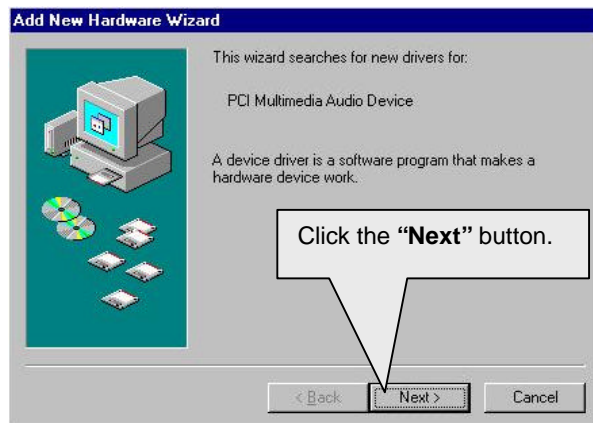 Add New Hardware Wizard
This wizard searches for new drivers for:
PCI Multimedia Audio Device
A device driver is a software program that makes a
hardware device work.
Click the “Next” button.
< Back
Next >
Cancel